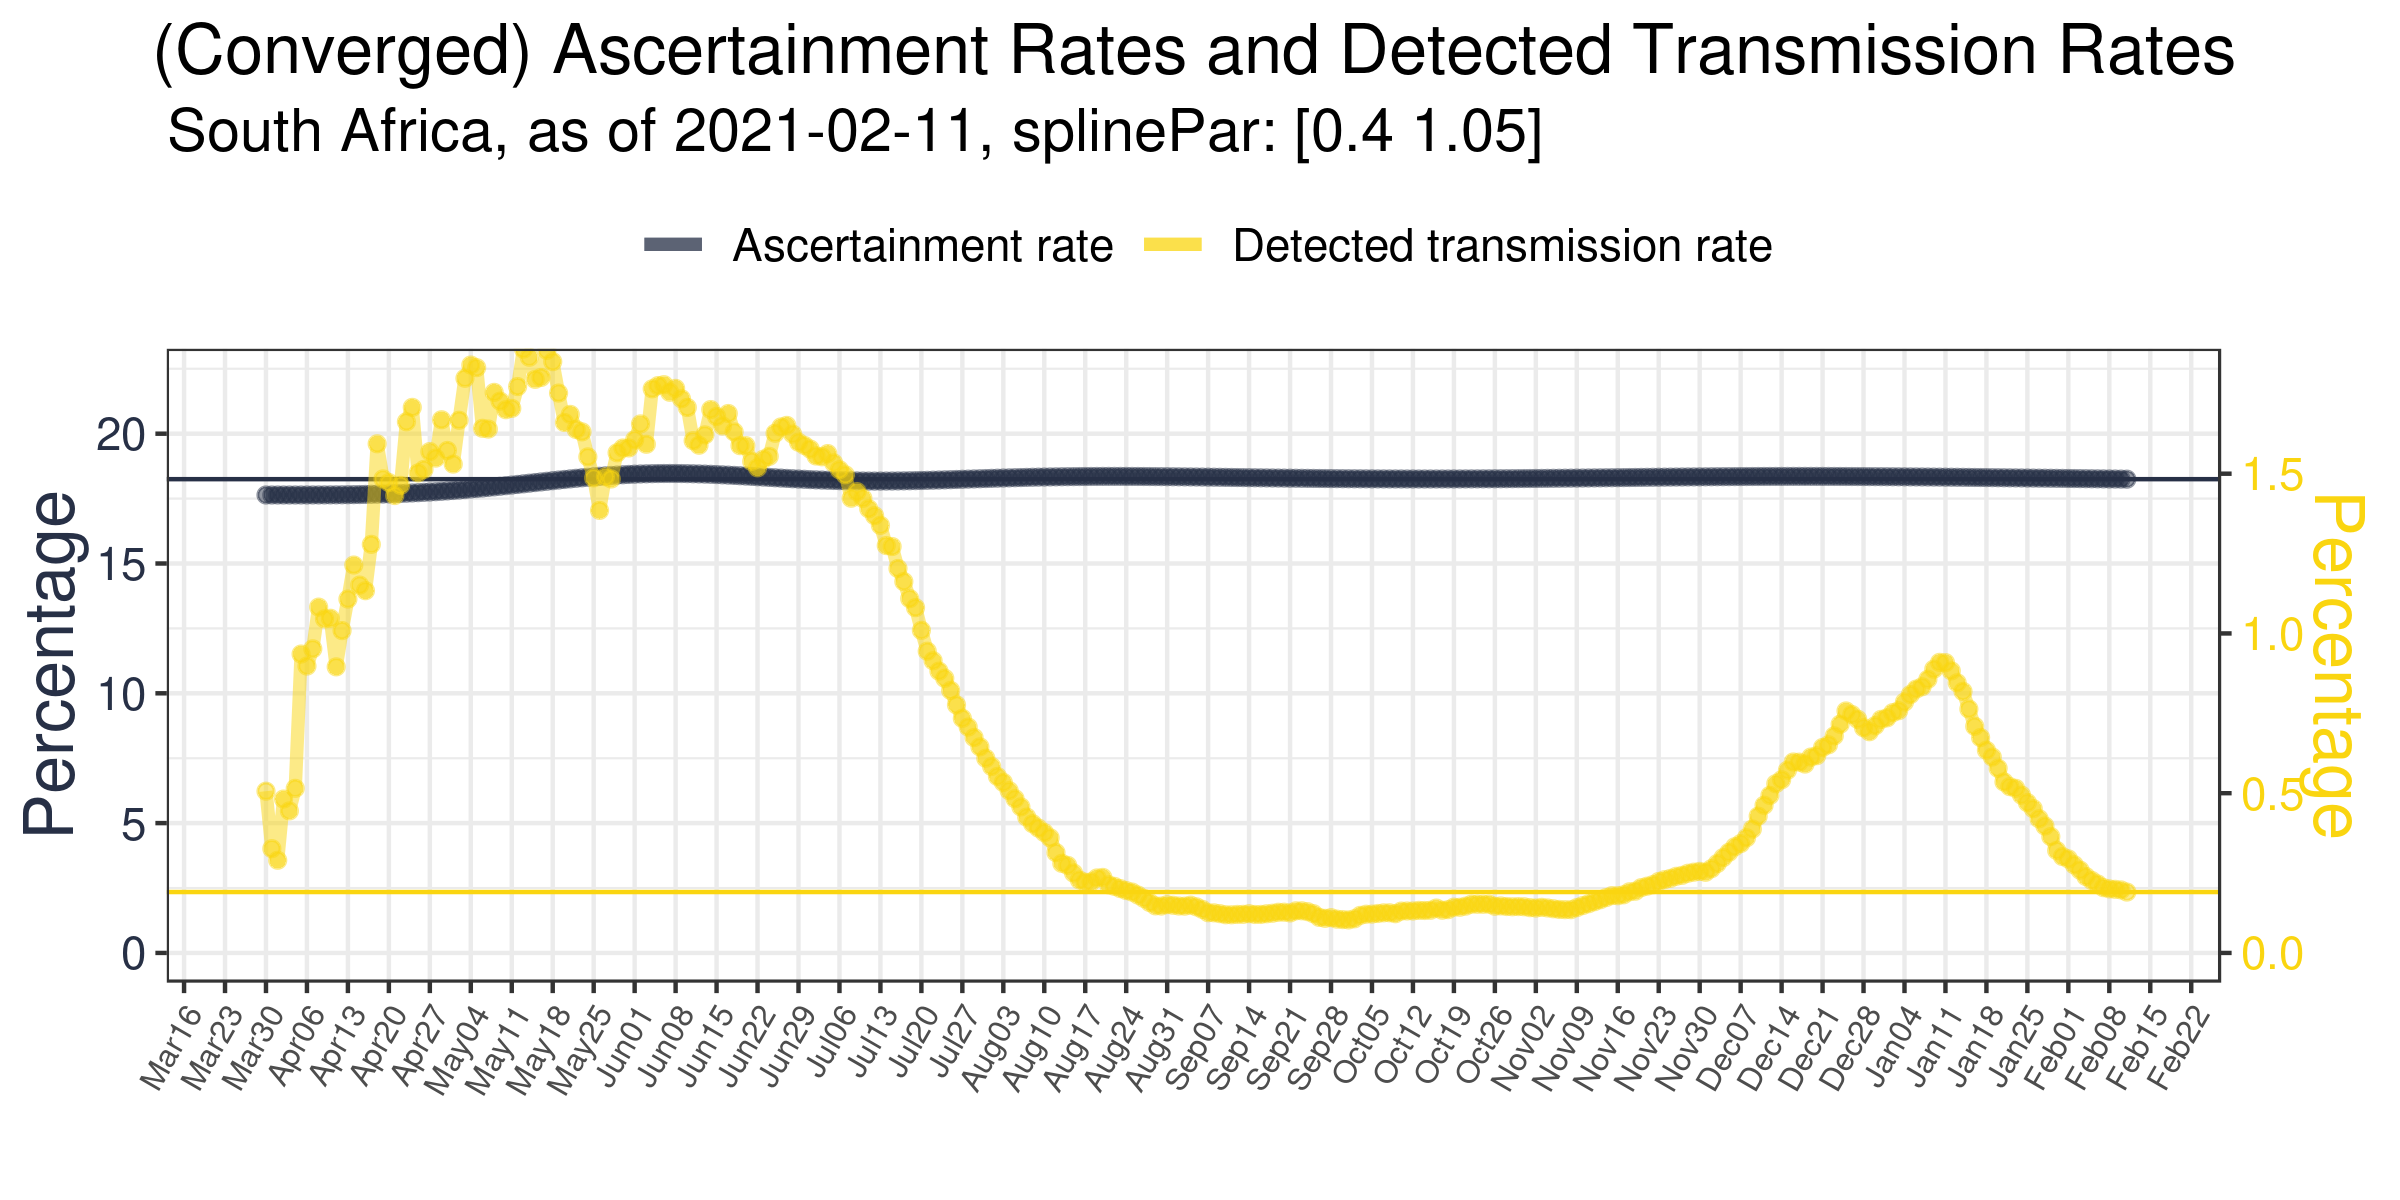 (Converged) Ascertainment Rates and Detected Transmission Rates
South Africa, as of 2021-02-11, splinePar: [0.4 1.05]
Ascertainment rate
Detected transmission rate
Percentage
20
15
10
5
0
1.5
1.0
0.5
0.0
Percentage
Mar16
Mar23
Mar30
Apr06
Apr13
Apr20
Apr27
May04
May11
May18
May25
Jun01
Jun08
Jun15
Jun22
Jun29
Jul06
Jul13
Jul20
Jul27
Aug03
Aug10
Aug17
Aug24
Aug31
Sep07
Sep14
Sep21
Sep28
Oct05
Oct12
Oct19
Oct26
Nov02
Nov09
Nov16
Nov23
Nov30
Dec07
Dec14
Dec21
Dec28
Jan04
Jan11
Jan18
Jan25
Feb01
Feb08
Feb15
Feb22